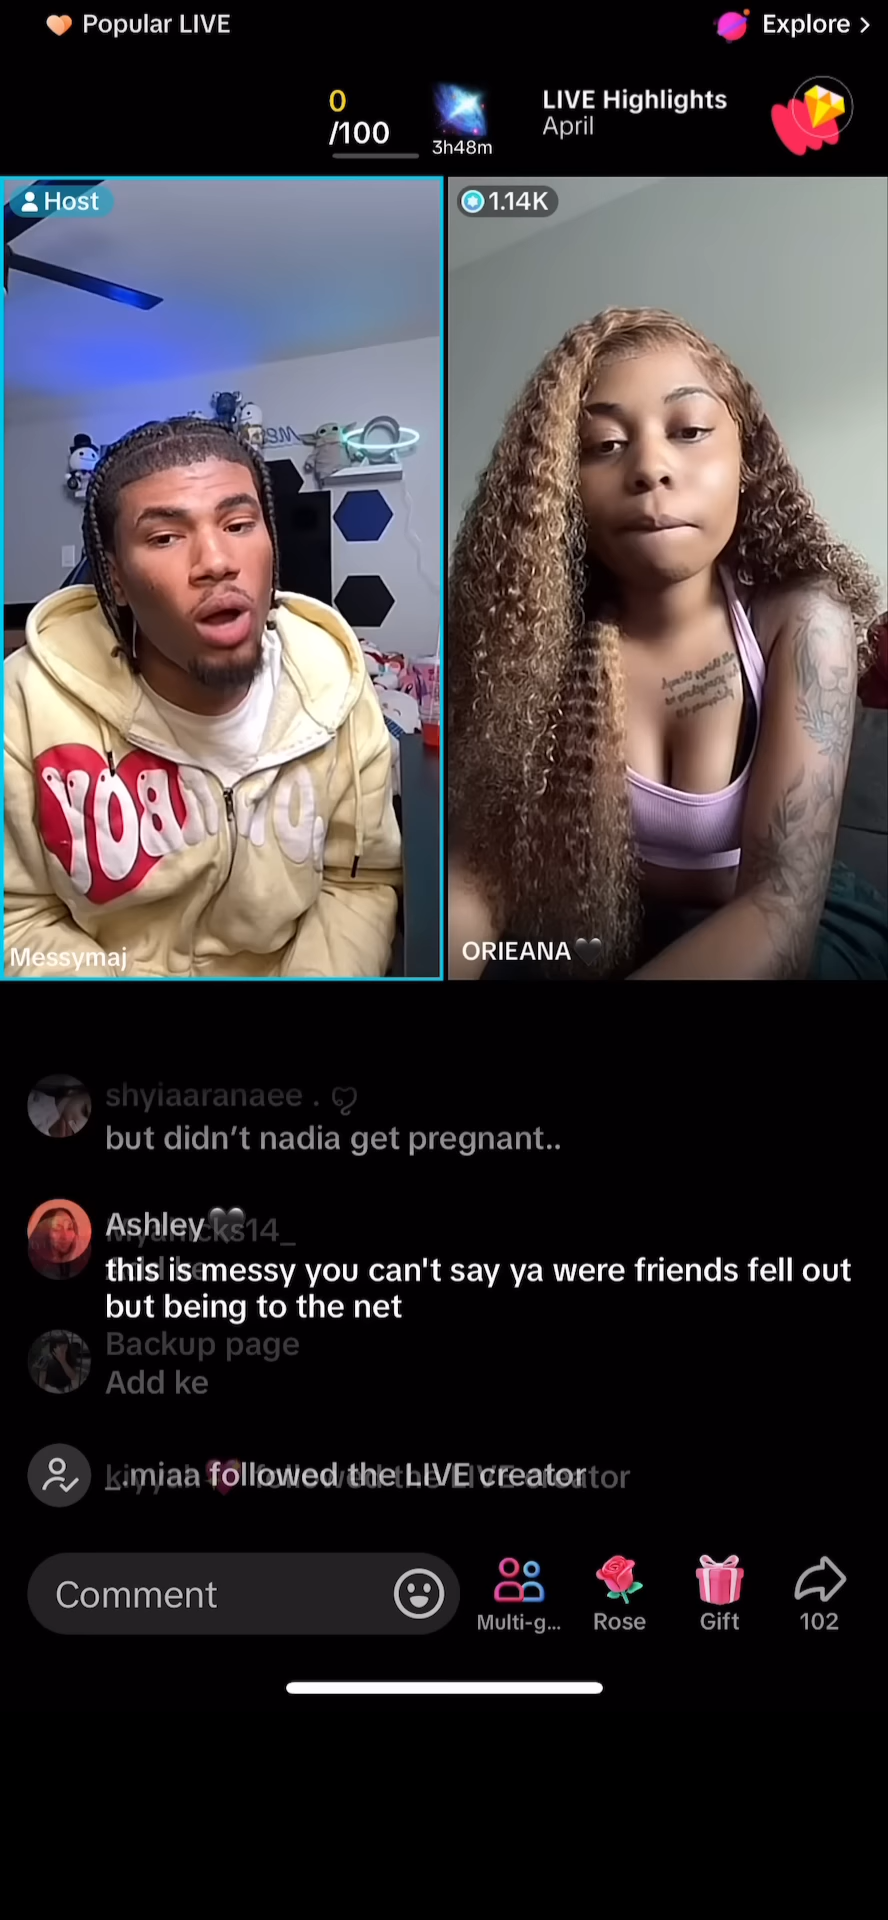 Popular LIVE
Explore >
0
/100
3h48m
LIVE Highlights
April
Host
1.14K
Messymaj
ORIEANA🖤
shyiaaranaee . ღ
but didn't nadia get pregnant..
Ashley🖤
this is messy you can't say ya were friends fell out
but being to the net
Backup page
Add ke
_.miaa followed the LIVE creator
Comment
Multi-g...
Rose
Gift
102